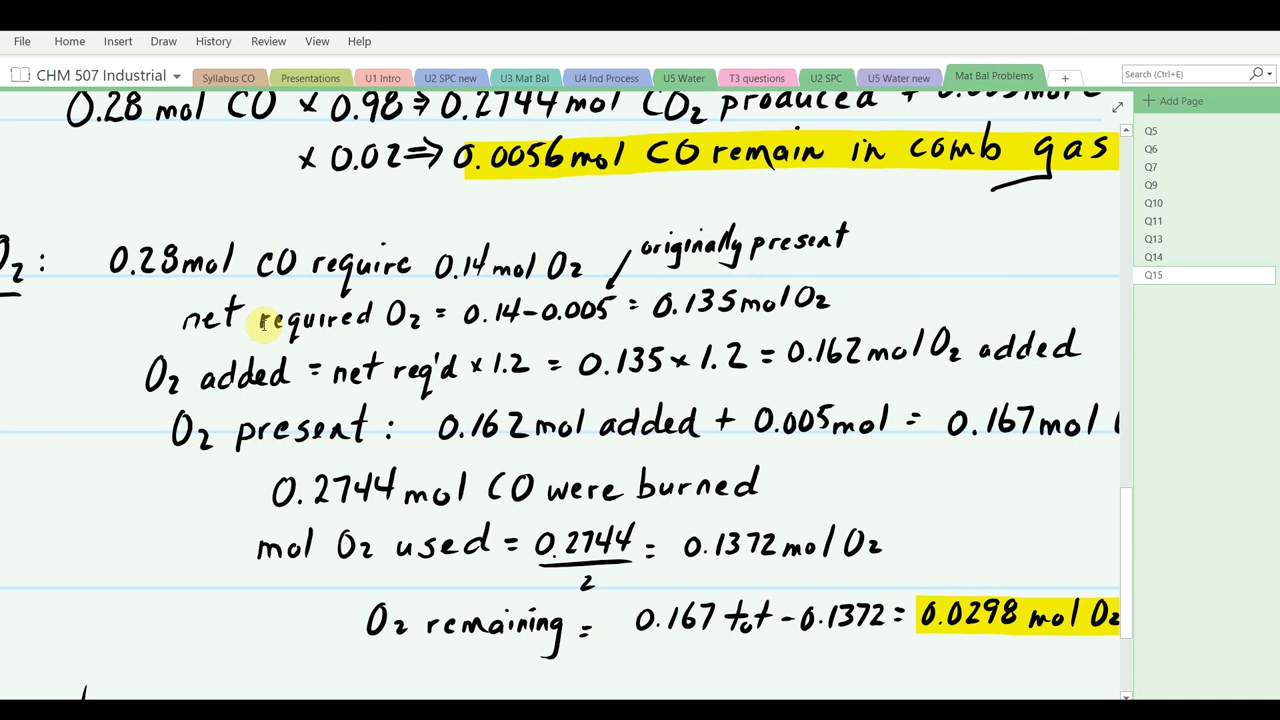 File Home Insert Draw History Review View Help
CHM 507 Industrial Syllabus CO Presentations U1 Intro U2 SPC new U3 Mat Bal U4 Ind Process U5 Water T3 questions U2 SPC U5 Water new Mat Bal Problems + Search (Ctrl+E)
Add Page
Q5
Q6
Q7
Q9
Q10
Q11
Q13
Q14
Q15
0.28 mol CO × 0.98 ⇒ 0.2744 mol CO2 produced +
× 0.02 ⇒ 0.0056 mol CO remain in comb gas
originally present
O2: 0.28 mol CO require 0.14 mol O2
net required O2 = 0.14 - 0.005 = 0.135 mol O2
O2 added = net req'd × 1.2 = 0.135 × 1.2 = 0.162 mol O2 added
O2 present: 0.162 mol added + 0.005 mol = 0.167 mol
0.2744 mol CO were burned
mol O2 used = 0.2744 = 0.1372 mol O2
2
O2 remaining = 0.167 tot - 0.1372 = 0.0298 mol O2